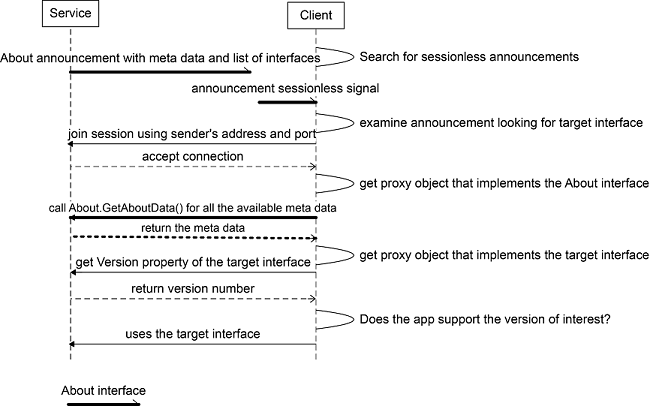 Service
Client
Search for sessionless announcements
About announcement with meta data and list of interfaces
announcement sessionless signal
examine announcement looking for target interface
join session using sender's address and port
accept connection
get proxy object that implements the About interface
call About.GetAboutData() for all the available meta data
return the meta data
get proxy object that implements the target interface
get Version property of the target interface
return version number
Does the app support the version of interest?
uses the target interface
About interface